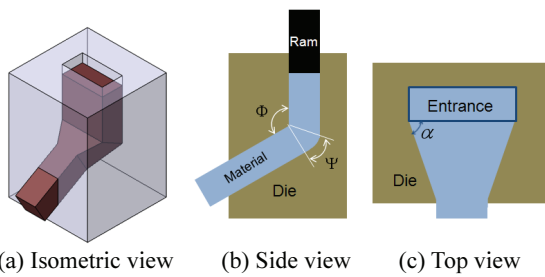 Ram
Φ
Material
Ψ
Die
Entrance
α
Die
(a) Isometric view (b) Side view (c) Top view